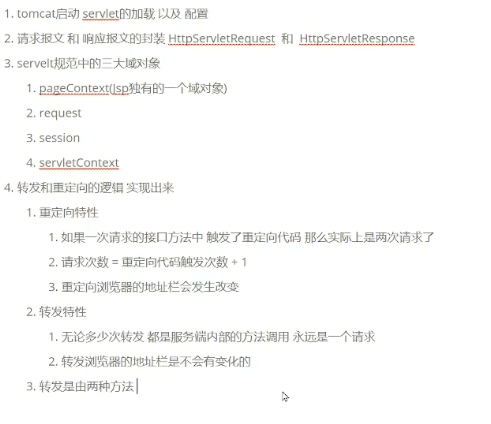 1. tomcat启动 servlet的加载 以及 配置
2. 请求报文 和 响应报文的封装 HttpServletRequest 和 HttpServletResponse
3. servelt规范中的三大域对象
1. pageContext(Jsp独有的一个域对象)
2. request
3. session
4. servletContext
4. 转发和重定向的逻辑 实现出来
1. 重定向特性
1. 如果一次请求的接口方法中 触发了重定向代码 那么实际上是两次请求了
2. 请求次数 = 重定向代码触发次数 + 1
3. 重定向浏览器的地址栏会发生改变
2. 转发特性
1. 无论多少次转发 都是服务端内部的方法调用 永远是一个请求
2. 转发浏览器的地址栏是不会有变化的
3. 转发是由两种方法